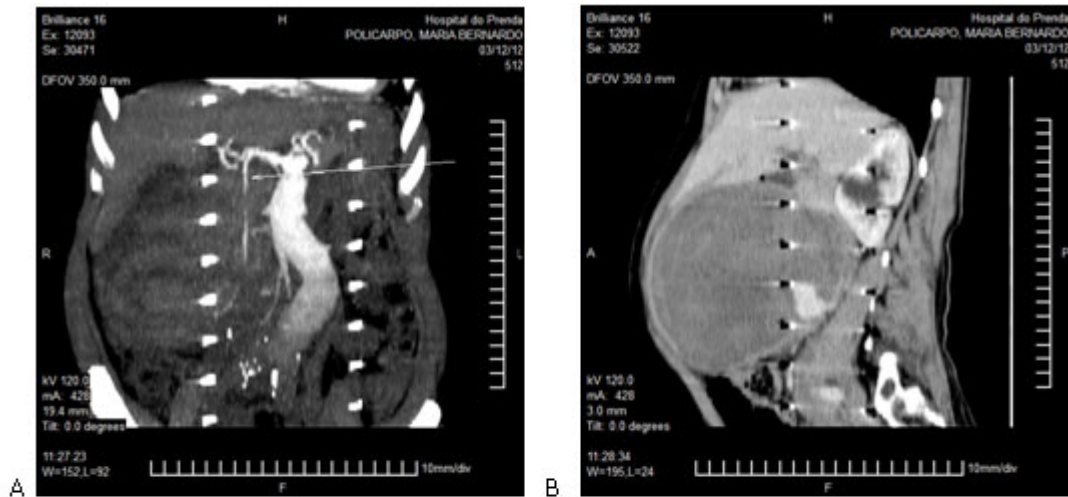 Brilliance 16
Ex: 12093
Se: 30471
DFOV 350.0 mm
H
Hospital do Prenda
POLICARPO, MARIA BERNARDO
03/12/12
512
R
L
kV 120.0
mA: 428
19.4 mm
Tilt: 0.0 degrees
11:27:23
W=152,L=92
10mm/div
F
A
Brilliance 16
Ex: 12093
Se: 30522
DFOV 350.0 mm
H
Hospital do Prenda
POLICARPO, MARIA BERNARDO
03/12/12
512
A
P
kV 120.0
mA: 428
3.0 mm
Tilt: 0.0 degrees
11:28:34
W=195,L=24
10mm/div
F
B